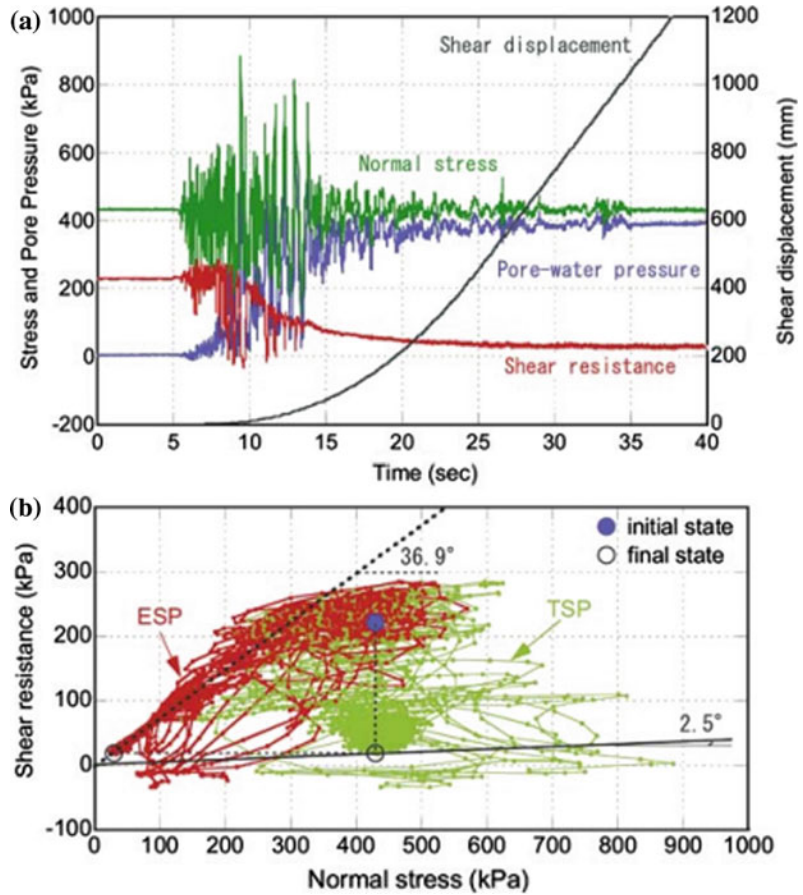 (a)
1000
800
600
400
200
0
-200
Stress and Pore Pressure (kPa)
Shear displacement
Normal stress
Pore-water pressure
Shear resistance
1200
1000
800
600
400
200
0
Shear displacement (mm)
0 5 10 15 20 25 30 35 40
Time (sec)
(b)
400
300
200
100
0
-100
Shear resistance (kPa)
initial state
final state
36.9°
ESP
TSP
2.5°
0 100 200 300 400 500 600 700 800 900 1000
Normal stress (kPa)